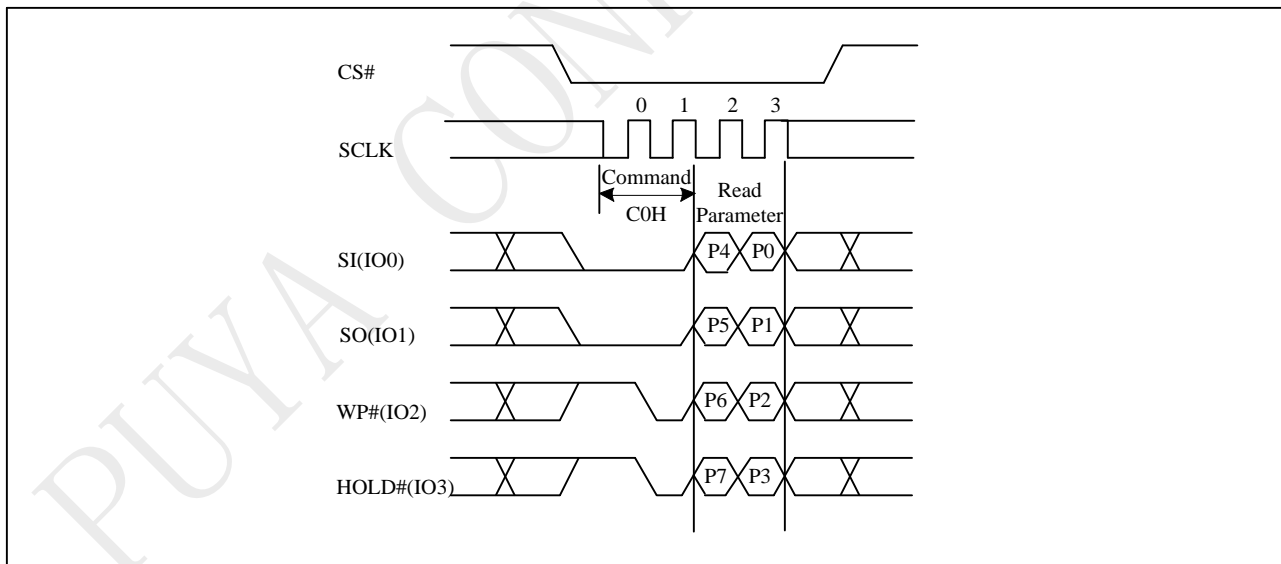 CS#
0 1 2 3
SCLK
Command
C0H
Read
Parameter
SI(IO0) P4 P0
SO(IO1) P5 P1
WP#(IO2) P6 P2
HOLD#(IO3) P7 P3
PUYA